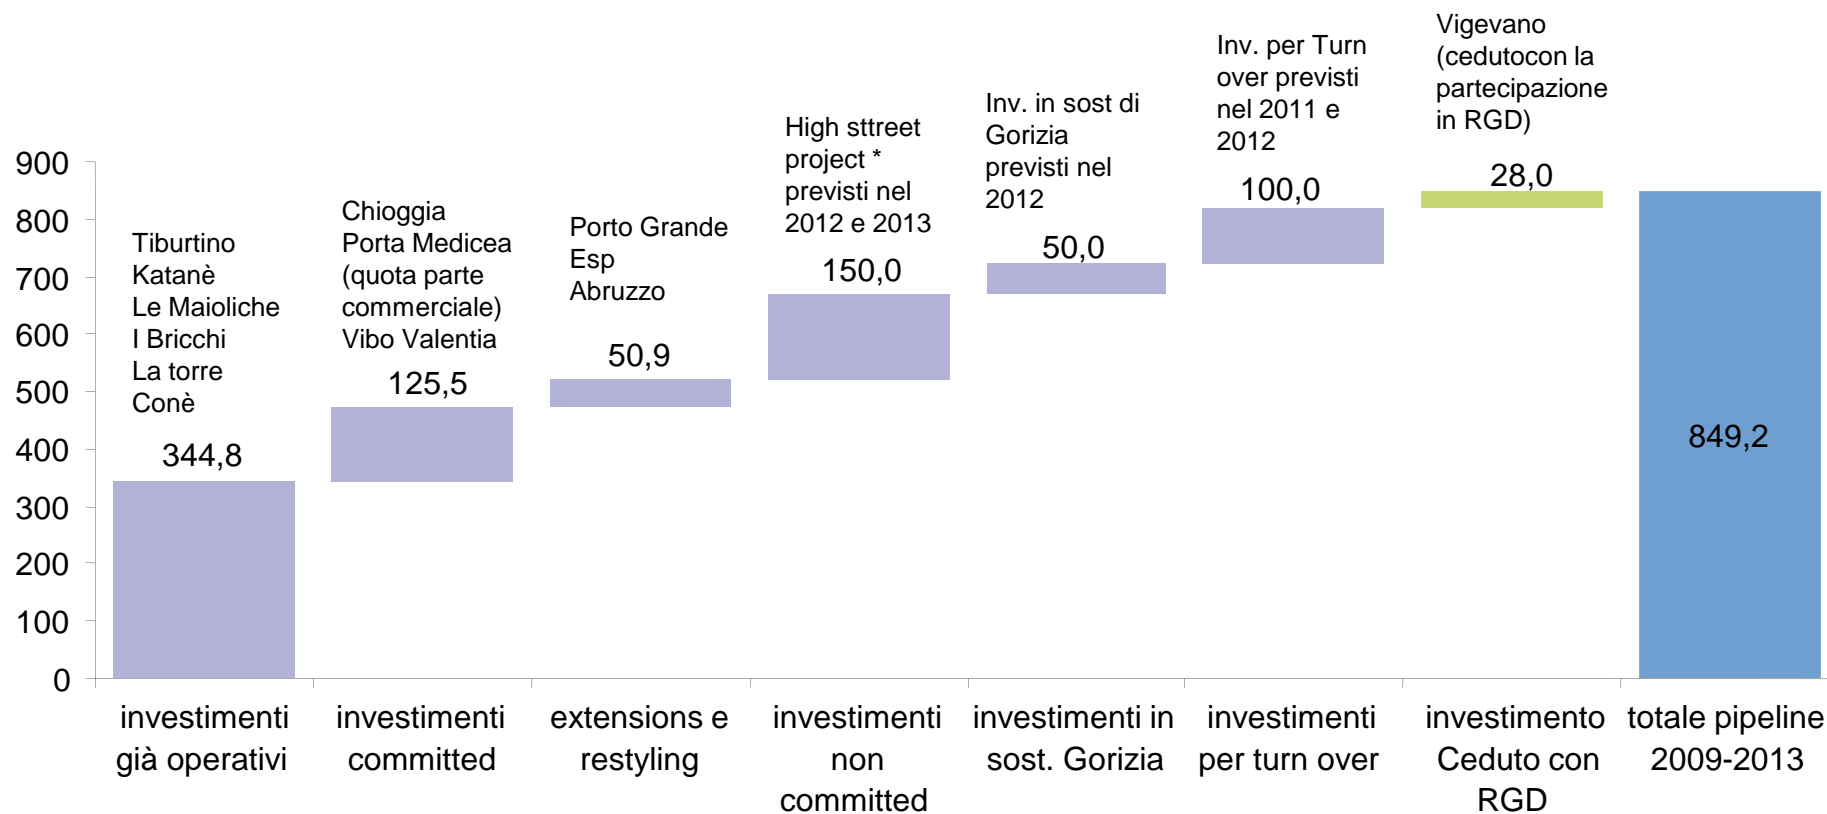 Tiburtino
Katanè
Le Maioliche
I Bricchi
La torre
Conè
344,8
Chioggia
Porta Medicea
(quota parte
commerciale)
Vibo Valentia
125,5
Porto Grande
Esp
Abruzzo
50,9
High sttreet
project *
previsti nel
2012 e 2013
150,0
Inv. in sost di
Gorizia
previsti nel
2012
50,0
Inv. per Turn
over previsti
nel 2011 e
2012
100,0
Vigevano
(cedutocon la
partecipazione
in RGD)
28,0
849,2
900
800
700
600
500
400
300
200
100
0
investimenti
già operativi
investimenti
committed
extensions e
restyling
investimenti
non
committed
investimenti in
sost. Gorizia
investimenti
per turn over
investimento
Ceduto con
RGD
totale pipeline
2009-2013